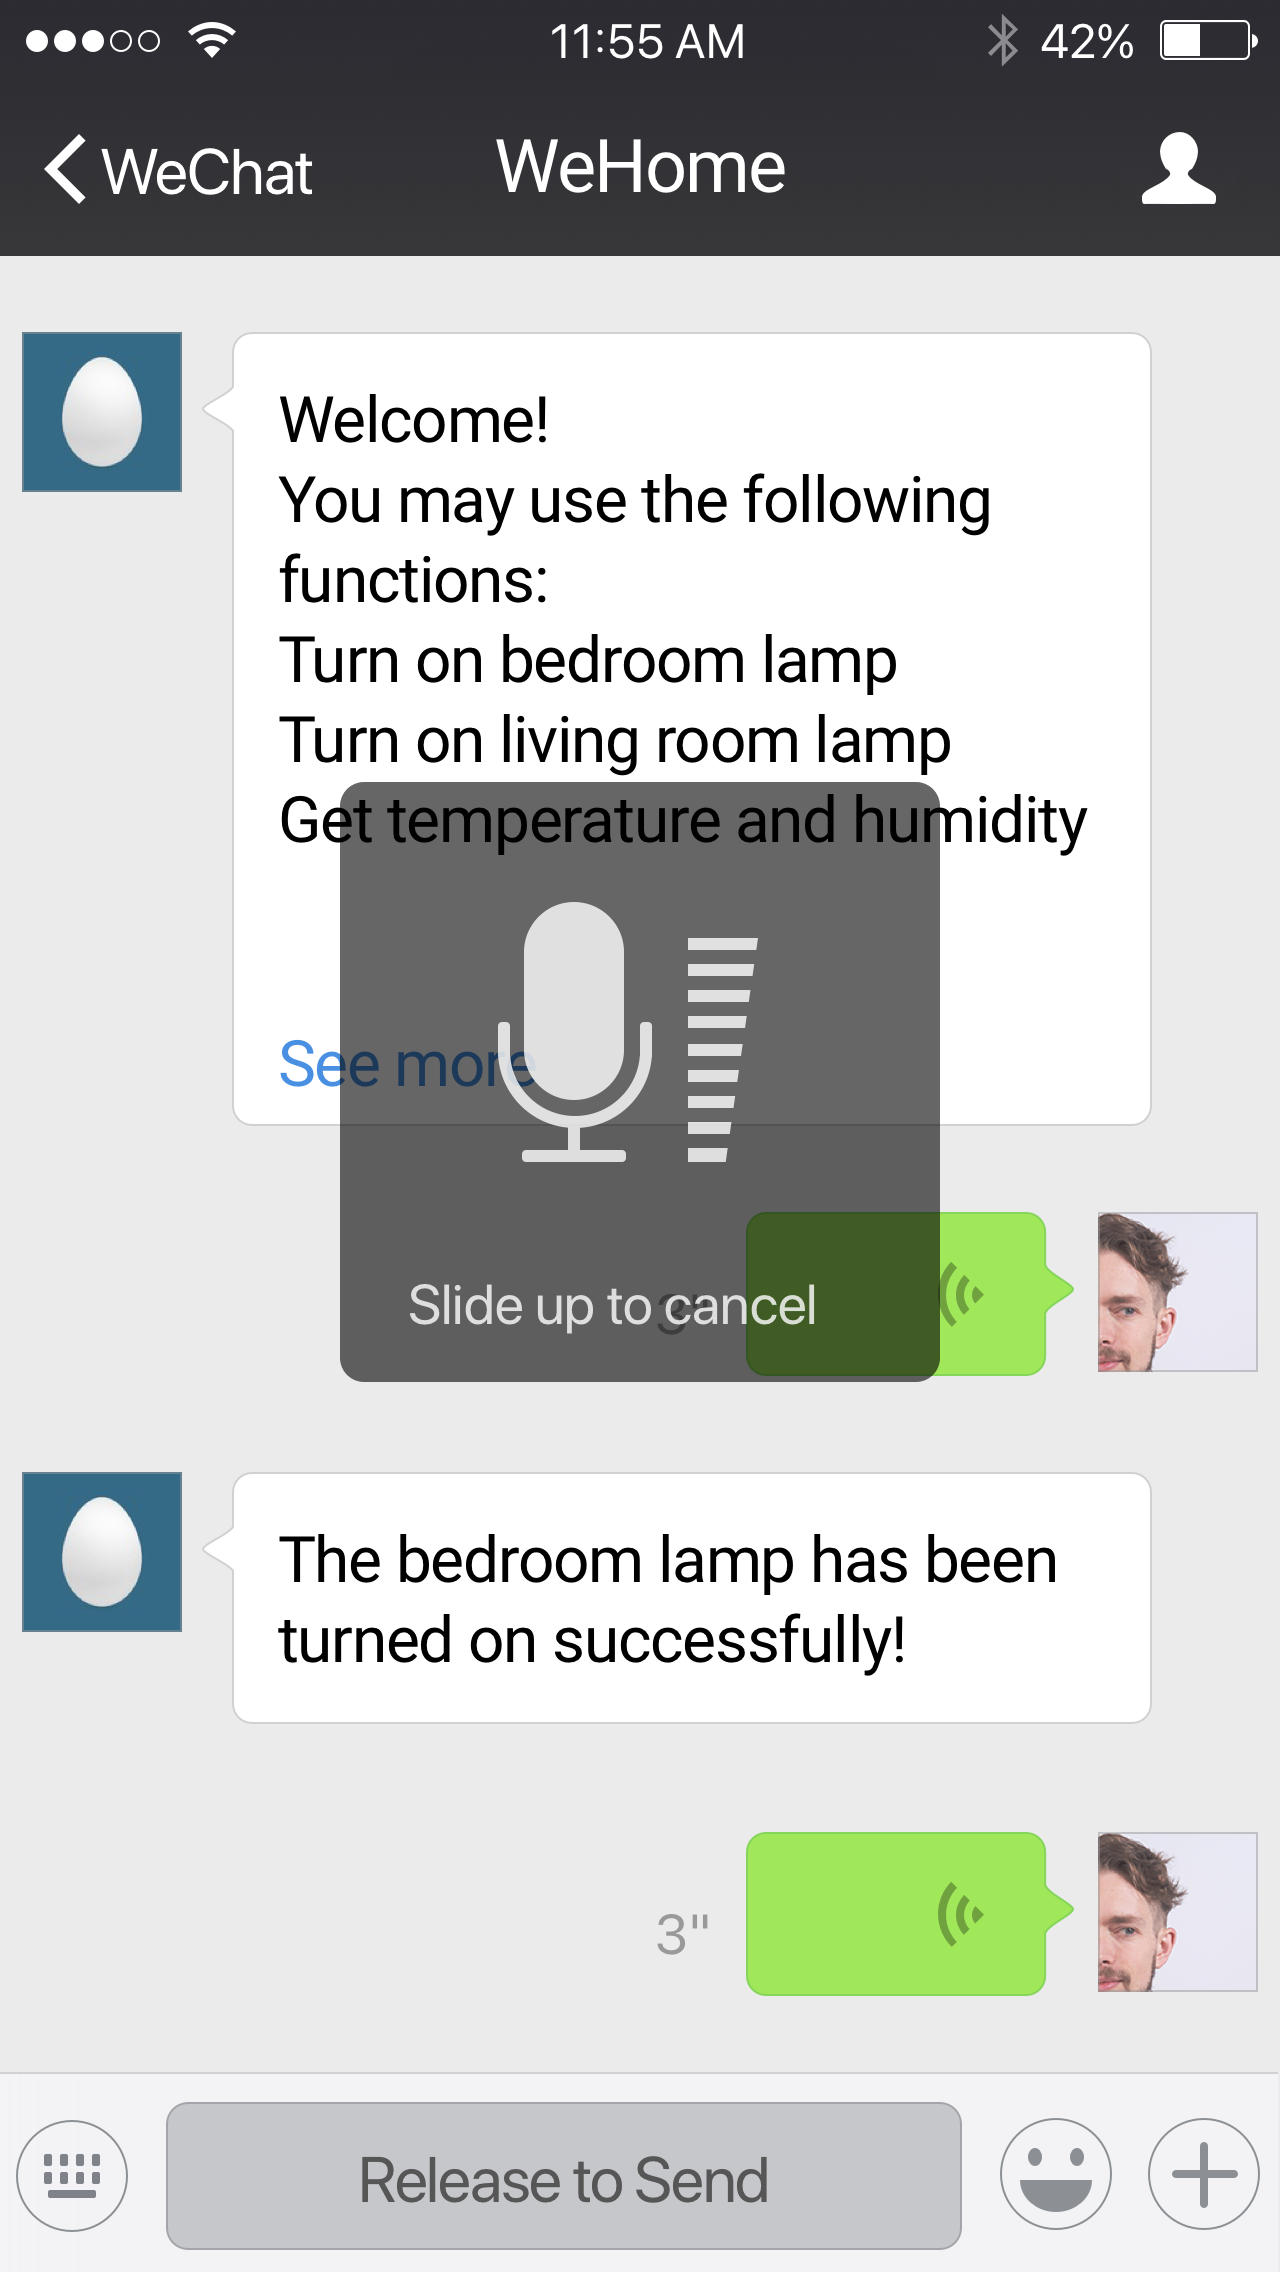 11:55 AM 42%
WeChat WeHome
Welcome!
You may use the following
functions:
Turn on bedroom lamp
Turn on living room lamp
Get temperature and humidity
See more
3"
Slide up to cancel
The bedroom lamp has been
turned on successfully!
3"
Release to Send